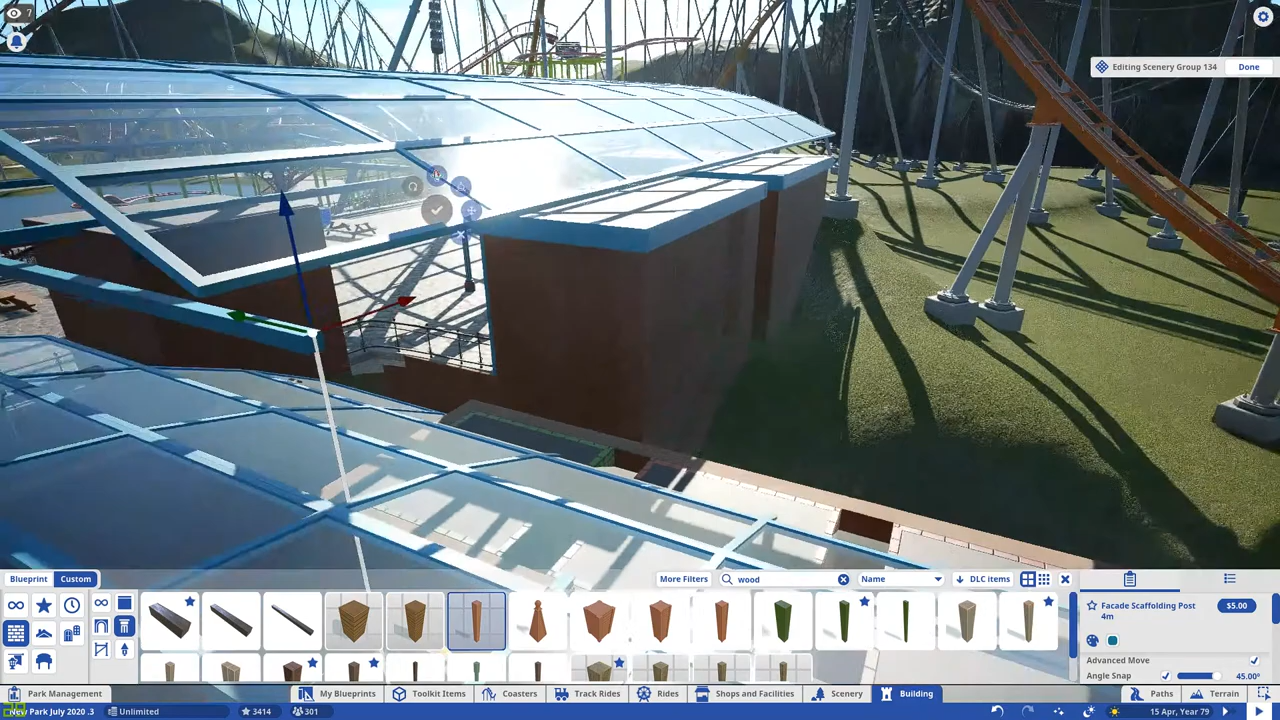 7
Editing Scenery Group 134 Done
Blueprint Custom More Filters wood Name DLC items
Facade Scaffolding Post 4m $5.00
Advanced Move
Angle Snap 45.00°
Park Management My Blueprints Toolkit Items Coasters Track Rides Rides Shops and Facilities Scenery Building Paths Terrain
New Park July 2020 .3 Unlimited 3414 301 15 Apr, Year 79